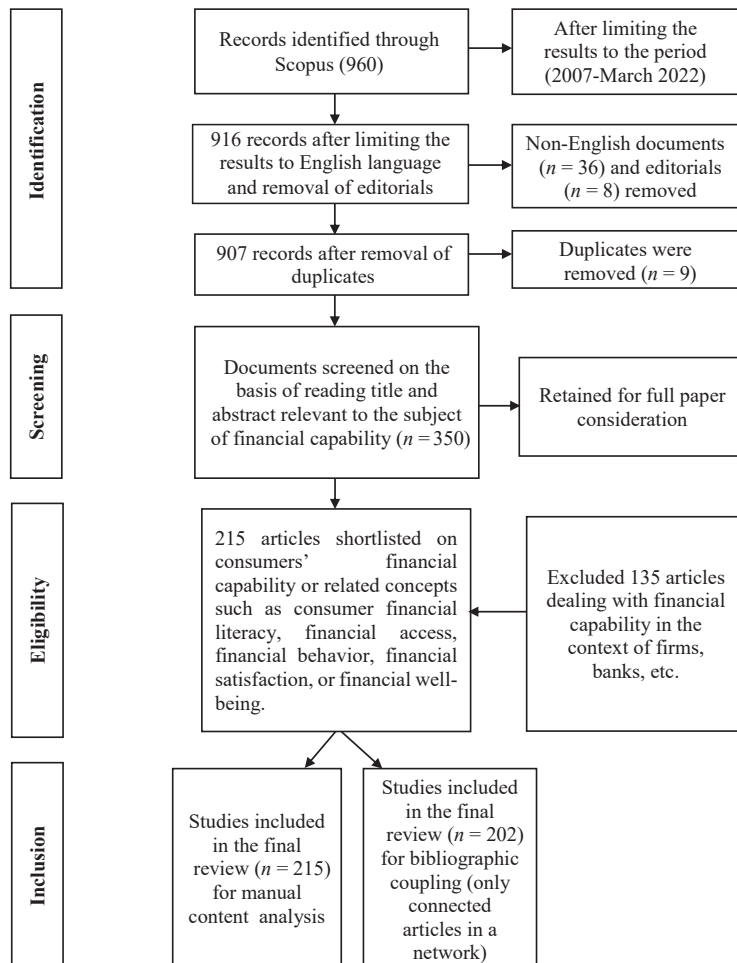 Identification
Records identified through
Scopus (960)
After limiting
the results to
the period
(2007-March 2022)
916 records after limiting the
results to English language
and removal of editorials
Non-English documents
(n = 36) and editorials
(n = 8) removed
907 records after removal of
duplicates
Duplicates were
removed (n = 9)
Screening
Documents screened on the
basis of reading title and
abstract relevant to the subject
of financial capability (n = 350)
Retained for full paper
consideration
Eligibility
215 articles shortlisted on
consumers’ financial
capability or related concepts
such as consumer financial
literacy, financial access,
financial behavior, financial
satisfaction, or financial well-
being.
Excluded 135 articles
dealing with financial
capability in the
context of firms,
banks, etc.
Inclusion
Studies included
in the final
review (n = 215)
for manual
content analysis
Studies included
in the final
review (n = 202)
for bibliographic
coupling (only
connected
articles in a
network)